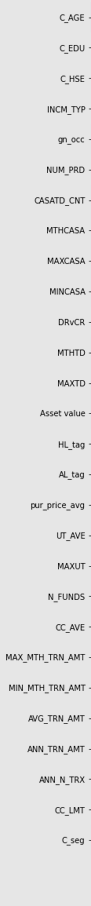 C_AGE
C_EDU
C_HSE
INCM_TYP
gn_occ
NUM_PRD
CASATD_CNT
MTHCASA
MAXCASA
MINCASA
DRvCR
MTHTD
MAXTD
Asset value
HL_tag
AL_tag
pur_price_avg
UT_AVE
MAXUT
N_FUNDS
CC_AVE
MAX_MTH_TRN_AMT
MIN_MTH_TRN_AMT
AVG_TRN_AMT
ANN_TRN_AMT
ANN_N_TRX
CC_LMT
C_seg